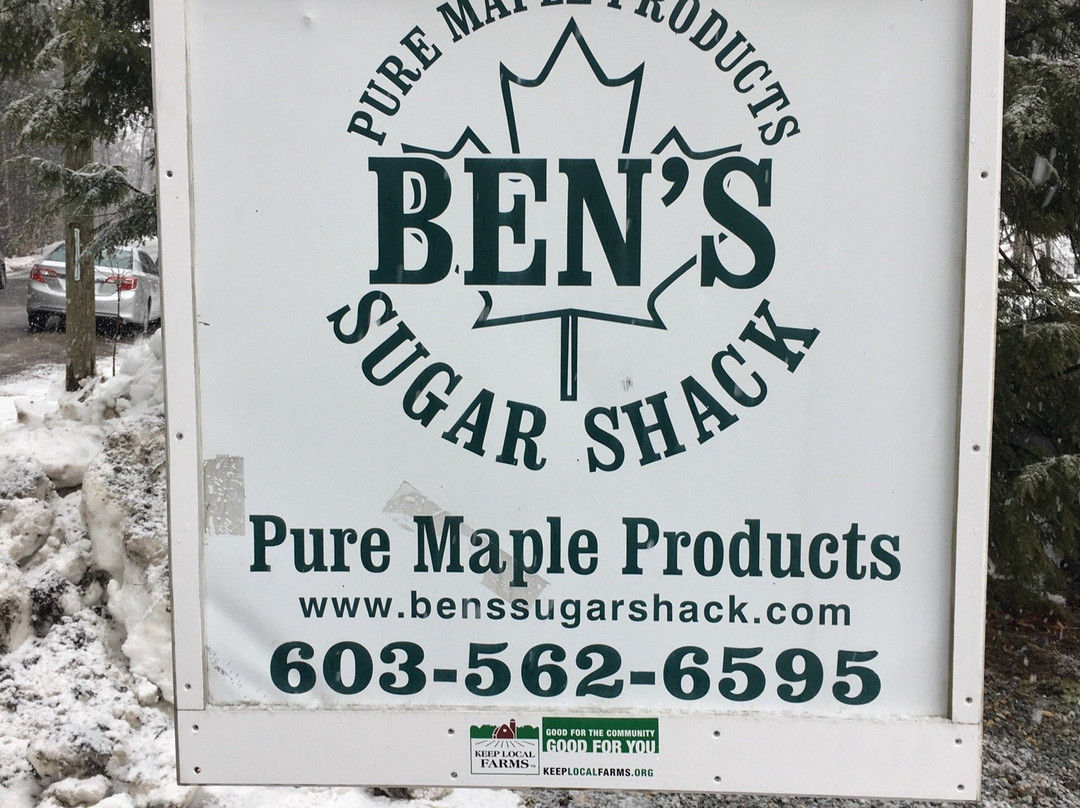 PURE MAPLE PRODUCTS
BEN'S
SUGAR SHACK
Pure Maple Products
www.benssugarshack.com
603-562-6595
KEEP LOCAL
FARMS
GOOD FOR THE COMMUNITY
GOOD FOR YOU
KEEPLOCALFARMS.ORG